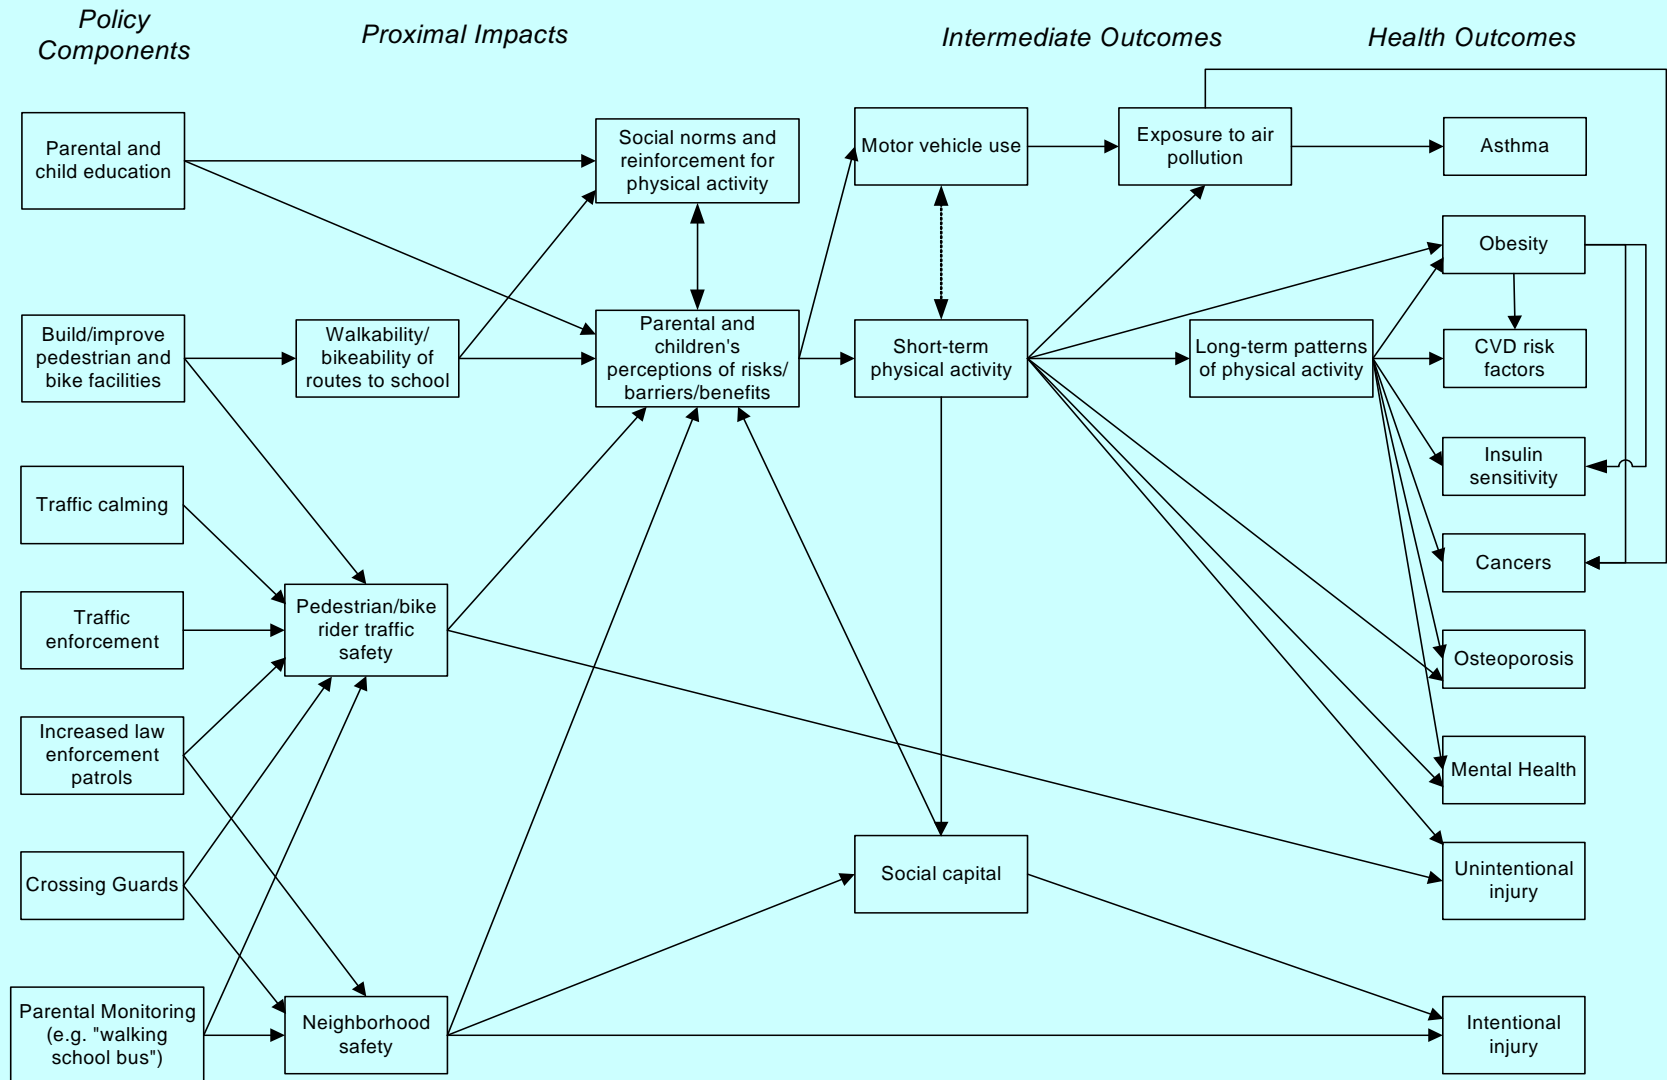 Policy
Components
Proximal Impacts
Intermediate Outcomes
Health Outcomes
Parental and
child education
Social norms and
reinforcement for
physical activity
Motor vehicle use
Exposure to air
pollution
Asthma
Obesity
Build/improve
pedestrian and
bike facilities
Walkability/
bikeability of
routes to school
Parental and
children's
perceptions of risks/
barriers/benefits
Short-term
physical activity
Long-term patterns
of physical activity
CVD risk
factors
Traffic calming
Insulin
sensitivity
Cancers
Traffic
enforcement
Pedestrian/bike
rider traffic
safety
Osteoporosis
Increased law
enforcement
patrols
Mental Health
Crossing Guards
Social capital
Unintentional
injury
Parental Monitoring
(e.g. "walking
school bus")
Neighborhood
safety
Intentional
injury